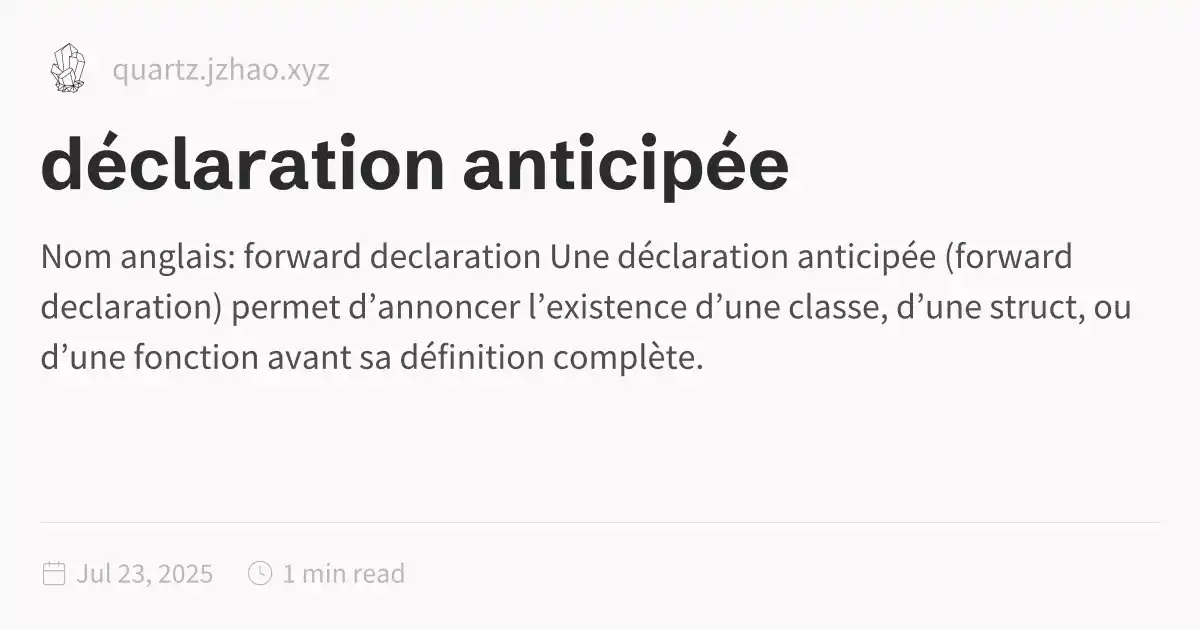 quartz.jzhao.xyz
déclaration anticipée
Nom anglais: forward declaration Une déclaration anticipée (forward
declaration) permet d’annoncer l’existence d’une classe, d’une struct, ou
d’une fonction avant sa définition complète.
Jul 23, 2025 1 min read